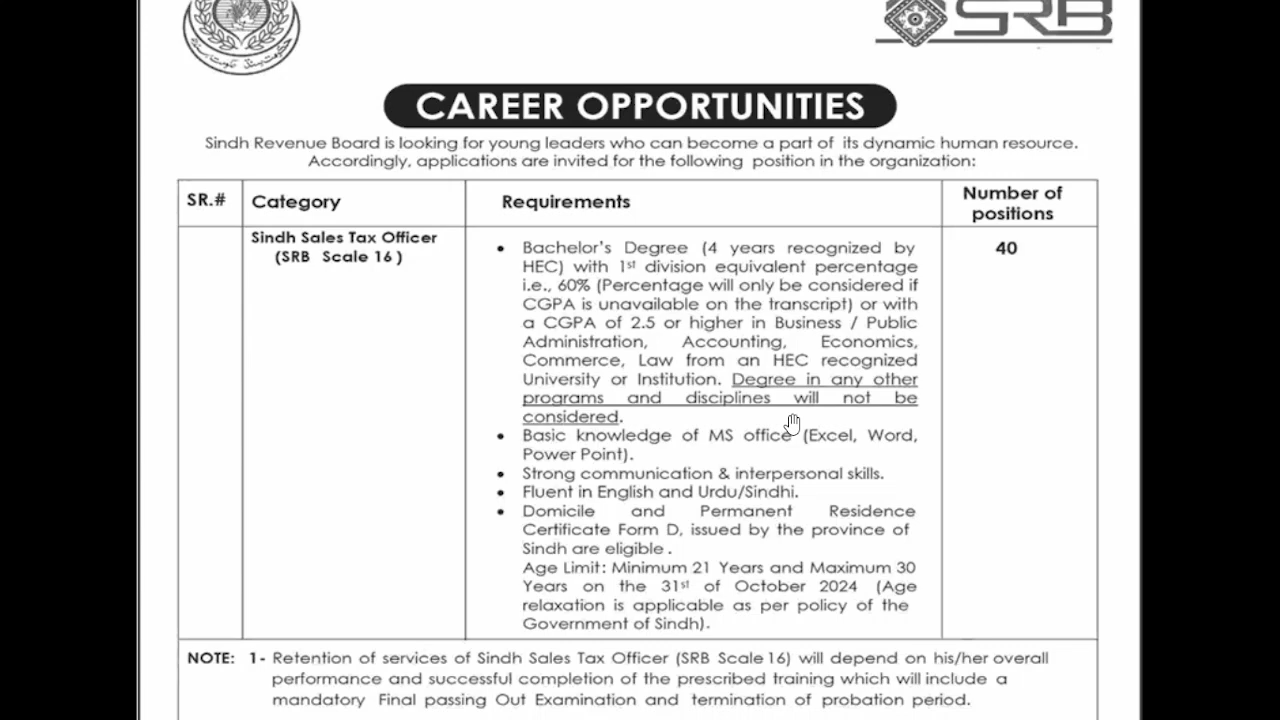 SRB
CAREER OPPORTUNITIES
Sindh Revenue Board is looking for young leaders who can become a part of its dynamic human resource.
Accordingly, applications are invited for the following position in the organization:
SR.# Category Requirements Number of
positions
Sindh Sales Tax Officer
(SRB Scale 16 )
• Bachelor's Degree (4 years recognized by
HEC) with 1st division equivalent percentage
i.e., 60% (Percentage will only be considered if
CGPA is unavailable on the transcript) or with
a CGPA of 2.5 or higher in Business / Public
Administration, Accounting, Economics,
Commerce, Law from an HEC recognized
University or Institution. Degree in any other
programs and disciplines will not be
considered.
• Basic knowledge of MS office (Excel, Word,
Power Point).
• Strong communication & interpersonal skills.
• Fluent in English and Urdu/Sindhi.
• Domicile and Permanent Residence
Certificate Form D, issued by the province of
Sindh are eligible .
Age Limit: Minimum 21 Years and Maximum 30
Years on the 31st of October 2024 (Age
relaxation is applicable as per policy of the
Government of Sindh).
40
NOTE: 1- Retention of services of Sindh Sales Tax Officer (SRB Scale 16) will depend on his/her overall
performance and successful completion of the prescribed training which will include a
mandatory Final passing Out Examination and termination of probation period.